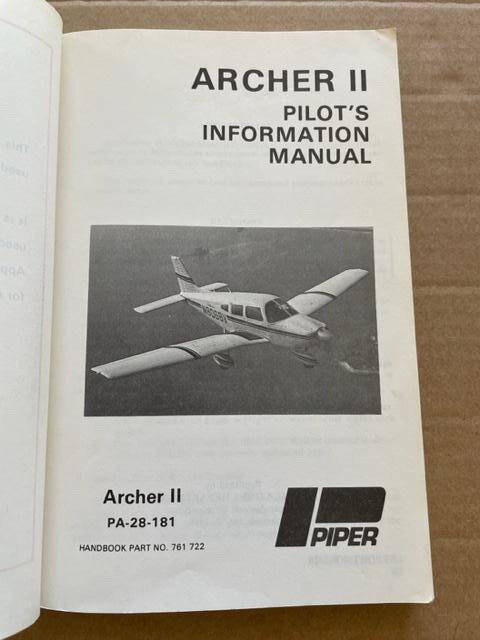 ARCHER II
PILOT'S
INFORMATION
MANUAL
Archer II
PA-28-181
HANDBOOK PART NO. 761 722
PIPER